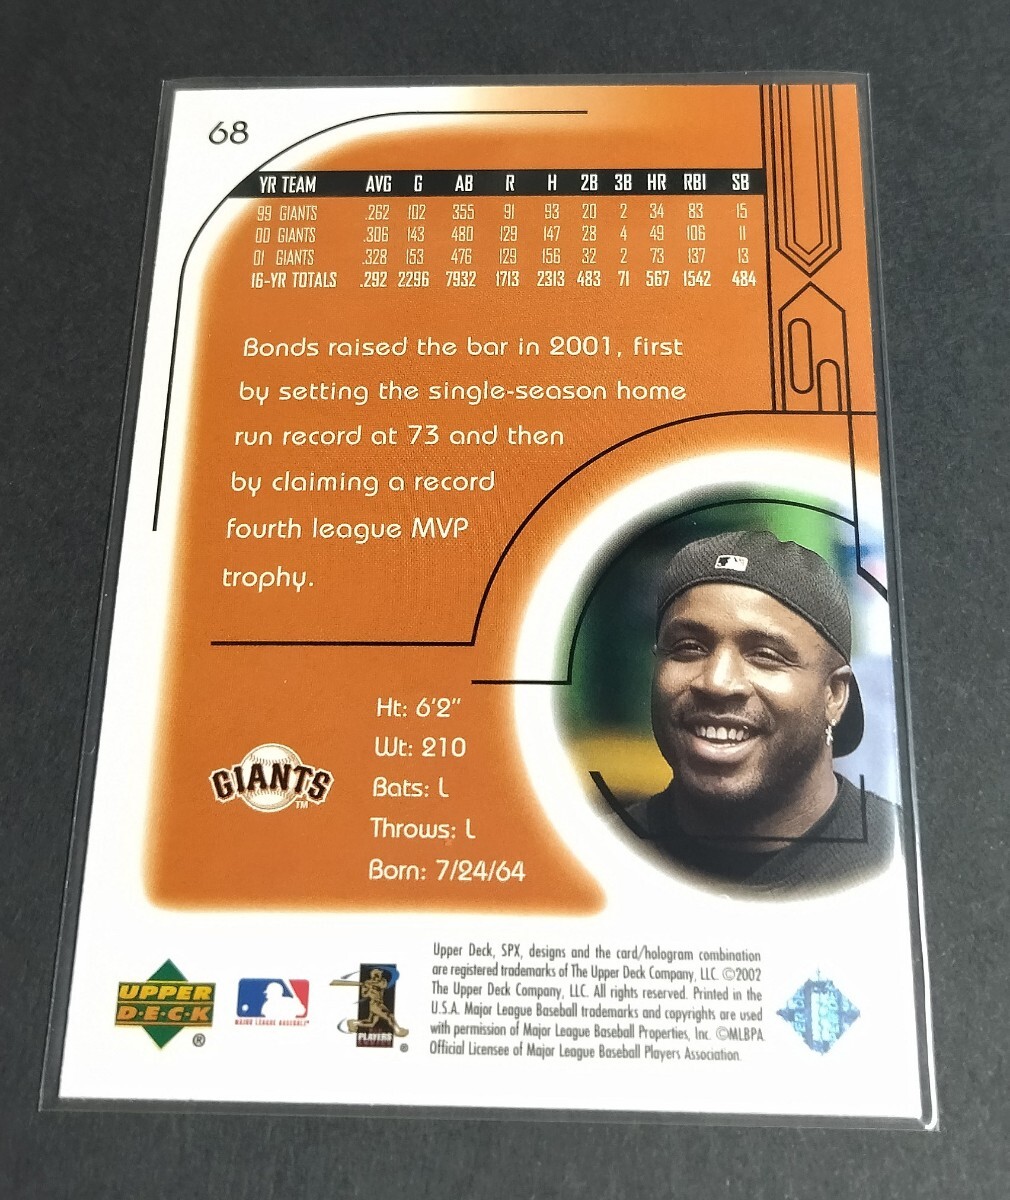 68
YR TEAM AVG G AB R H 2B 3B HR RBI SB
99 GIANTS .262 102 355 91 93 20 2 34 83 15
00 GIANTS .306 143 480 129 147 28 4 49 106 11
01 GIANTS .328 153 476 129 156 32 2 73 137 13
16-YR TOTALS .292 2296 7932 1713 2313 483 71 567 1542 484
Bonds raised the bar in 2001, first
by setting the single-season home
run record at 73 and then
by claiming a record
fourth league MVP
trophy.
Ht: 6'2"
Wt: 210
Bats: L
Throws: L
Born: 7/24/64
GIANTS TM
UPPER
D·E·C·K ®
MAJOR LEAGUE BASEBALL
PLAYERS ®
Upper Deck, SPX, designs and the card/hologram combination
are registered trademarks of The Upper Deck Company, LLC. ©2002
The Upper Deck Company, LLC. All rights reserved. Printed in the
U.S.A. Major League Baseball trademarks and copyrights are used
with permission of Major League Baseball Properties, Inc. ©MLBPA
Official Licensee of Major League Baseball Players Association.